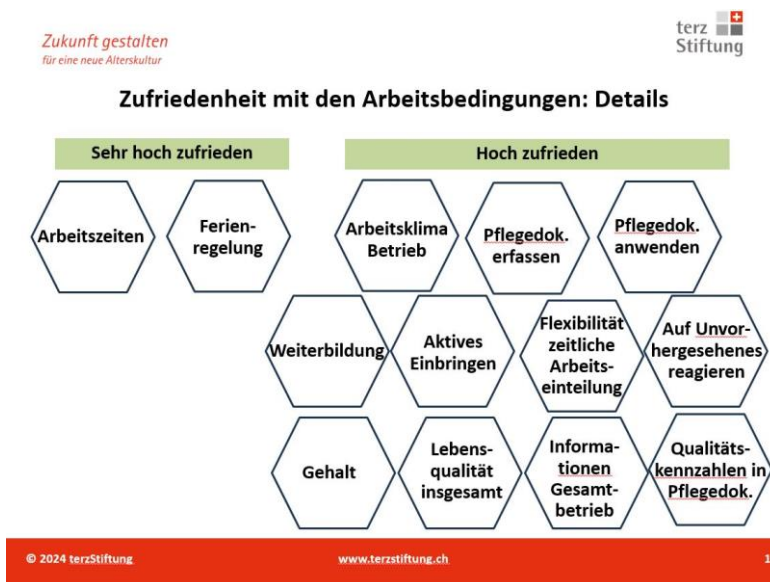 Zukunft gestalten
für eine neue Alterskultur
terz
Stiftung
Zufriedenheit mit den Arbeitsbedingungen: Details
Sehr hoch zufrieden
Hoch zufrieden
Arbeitszeiten
Ferien-
regelung
Arbeitsklima
Betrieb
Pflegedok.
erfassen
Pflegedok.
anwenden
Weiterbildung
Aktives
Einbringen
Flexibilität
zeitliche
Arbeits-
einteilung
Auf Unvor-
hergesehenes
reagieren
Gehalt
Lebens-
qualität
insgesamt
Informa-
tionen
Gesamt-
betrieb
Qualitäts-
kennzahlen in
Pflegedok.
© 2024 terzStiftung
www.terzstiftung.ch